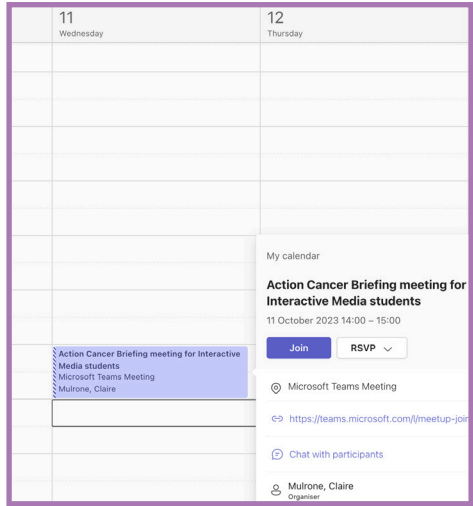 11
Wednesday
12
Thursday
Action Cancer Briefing meeting for Interactive
Media students
Microsoft Teams Meeting
Mulrone, Claire
My calendar
Action Cancer Briefing meeting for
Interactive Media students
11 October 2023 14:00 – 15:00
Join
RSVP
Microsoft Teams Meeting
https://teams.microsoft.com/l/meetup-join
Chat with participants
Mulrone, Claire
Organiser